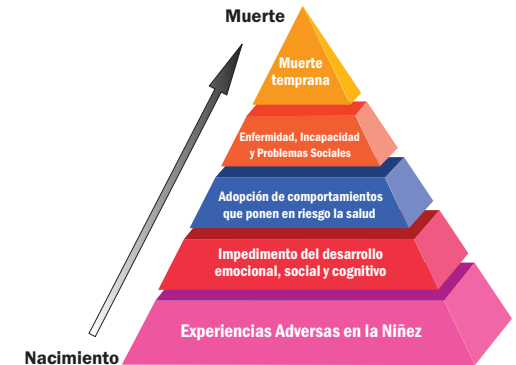 Muerte
Muerte
temprana
Enfermidad, Incapacidad
y Problemas Sociales
Adopción de comportamientos
que ponen en riesgo la salud
Impedimento del desarrollo
emocional, social y cognitivo
Experiencias Adversas en la Niñez
Nacimiento